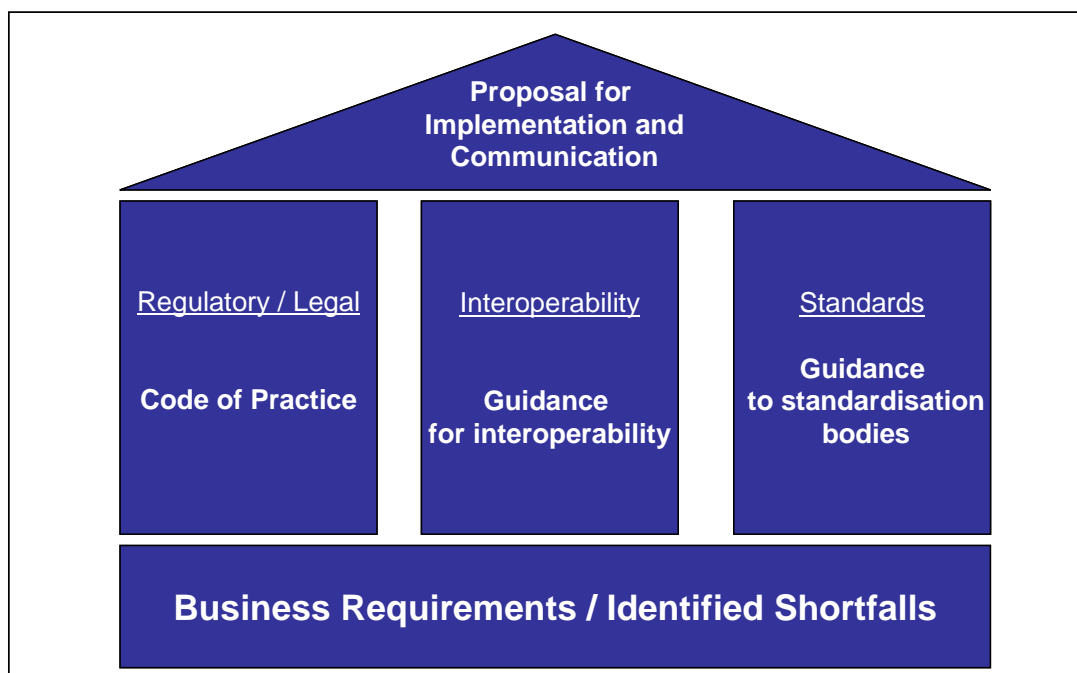 Proposal for
Implementation and
Communication
Regulatory / Legal
Code of Practice
Interoperability
Guidance
for interoperability
Standards
Guidance
to standardisation
bodies
Business Requirements / Identified Shortfalls